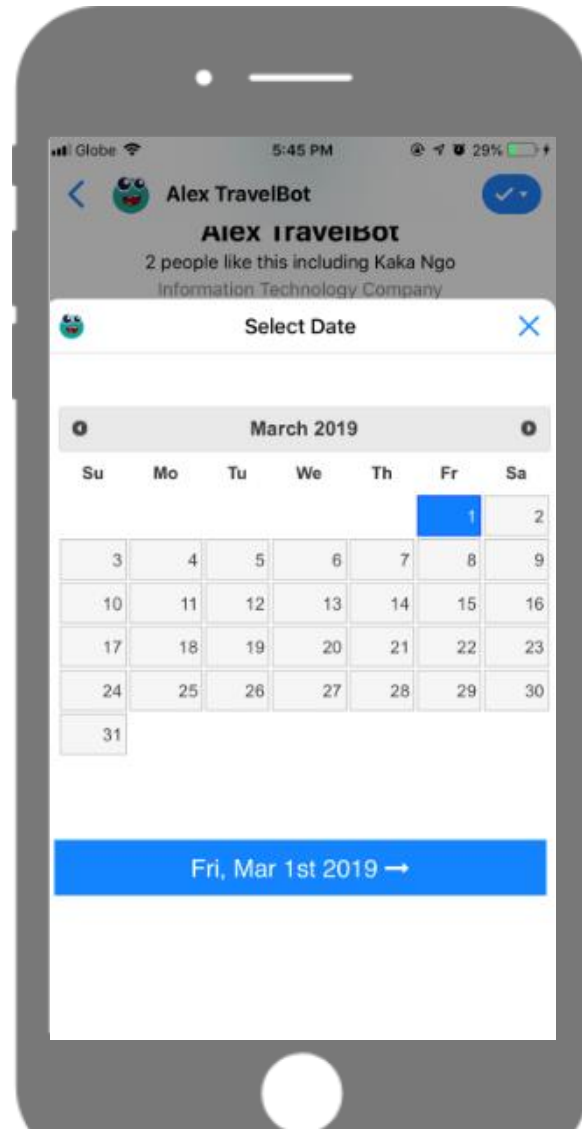 Globe 5:45 PM 29%
Alex TravelBot
Alex TravelBot
2 people like this including Kaka Ngo
Information Technology Company
Select Date
March 2019
Su Mo Tu We Th Fr Sa
1 2
3 4 5 6 7 8 9
10 11 12 13 14 15 16
17 18 19 20 21 22 23
24 25 26 27 28 29 30
31
Fri, Mar 1st 2019 →